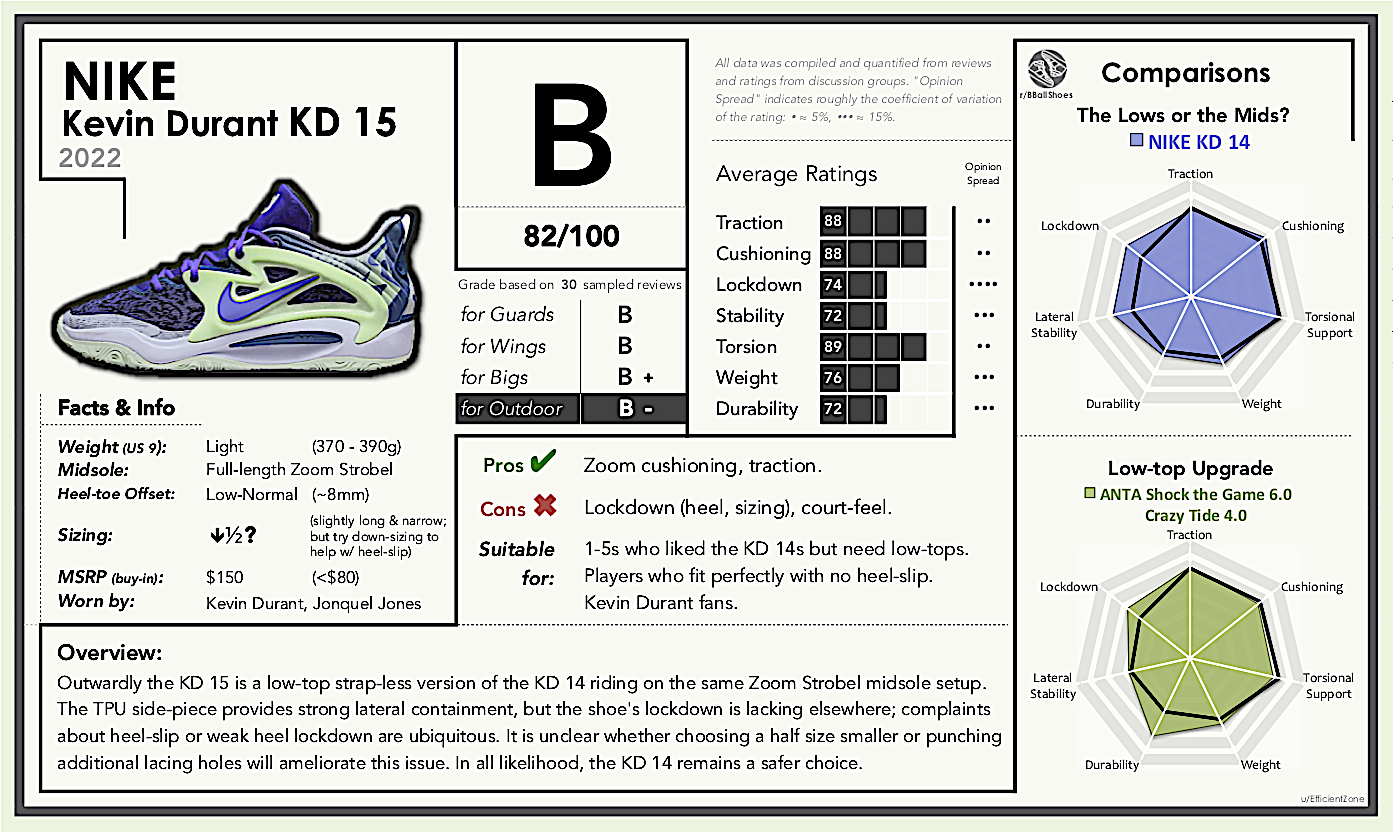 NIKE
Kevin Durant KD 15
2022
B
82/100
Grade based on 30 sampled reviews
for Guards B
for Wings B
for Bigs B +
for Outdoor B -
All data was compiled and quantified from reviews
and ratings from discussion groups. "Opinion
Spread" indicates roughly the coefficient of variation
of the rating: • ≈ 5%, ••• ≈ 15%.
Average Ratings
Opinion
Spread
Traction 88 ••
Cushioning 88 ••
Lockdown 74 ••••
Stability 72 •••
Torsion 89 ••
Weight 76 •••
Durability 72 •••
Facts & Info
Weight (US 9): Light (370 - 390g)
Midsole: Full-length Zoom Strobel
Heel-toe Offset: Low-Normal (~8mm)
Sizing: ↓½? (slightly long & narrow;
but try down-sizing to
help w/ heel-slip)
MSRP (buy-in): $150 (<$80)
Worn by: Kevin Durant, Jonquel Jones
Pros ✔ Zoom cushioning, traction.
Cons ✖ Lockdown (heel, sizing), court-feel.
Suitable
for:
1-5s who liked the KD 14s but need low-tops.
Players who fit perfectly with no heel-slip.
Kevin Durant fans.
Overview:
Outwardly the KD 15 is a low-top strap-less version of the KD 14 riding on the same Zoom Strobel midsole setup.
The TPU side-piece provides strong lateral containment, but the shoe's lockdown is lacking elsewhere; complaints
about heel-slip or weak heel lockdown are ubiquitous. It is unclear whether choosing a half size smaller or punching
additional lacing holes will ameliorate this issue. In all likelihood, the KD 14 remains a safer choice.
r/BBallShoes
Comparisons
The Lows or the Mids?
NIKE KD 14
Traction
Lockdown
Cushioning
Lateral
Stability
Torsional
Support
Durability
Weight
Low-top Upgrade
ANTA Shock the Game 6.0
Crazy Tide 4.0
Traction
Lockdown
Cushioning
Lateral
Stability
Torsional
Support
Durability
Weight
u/EfficientZone